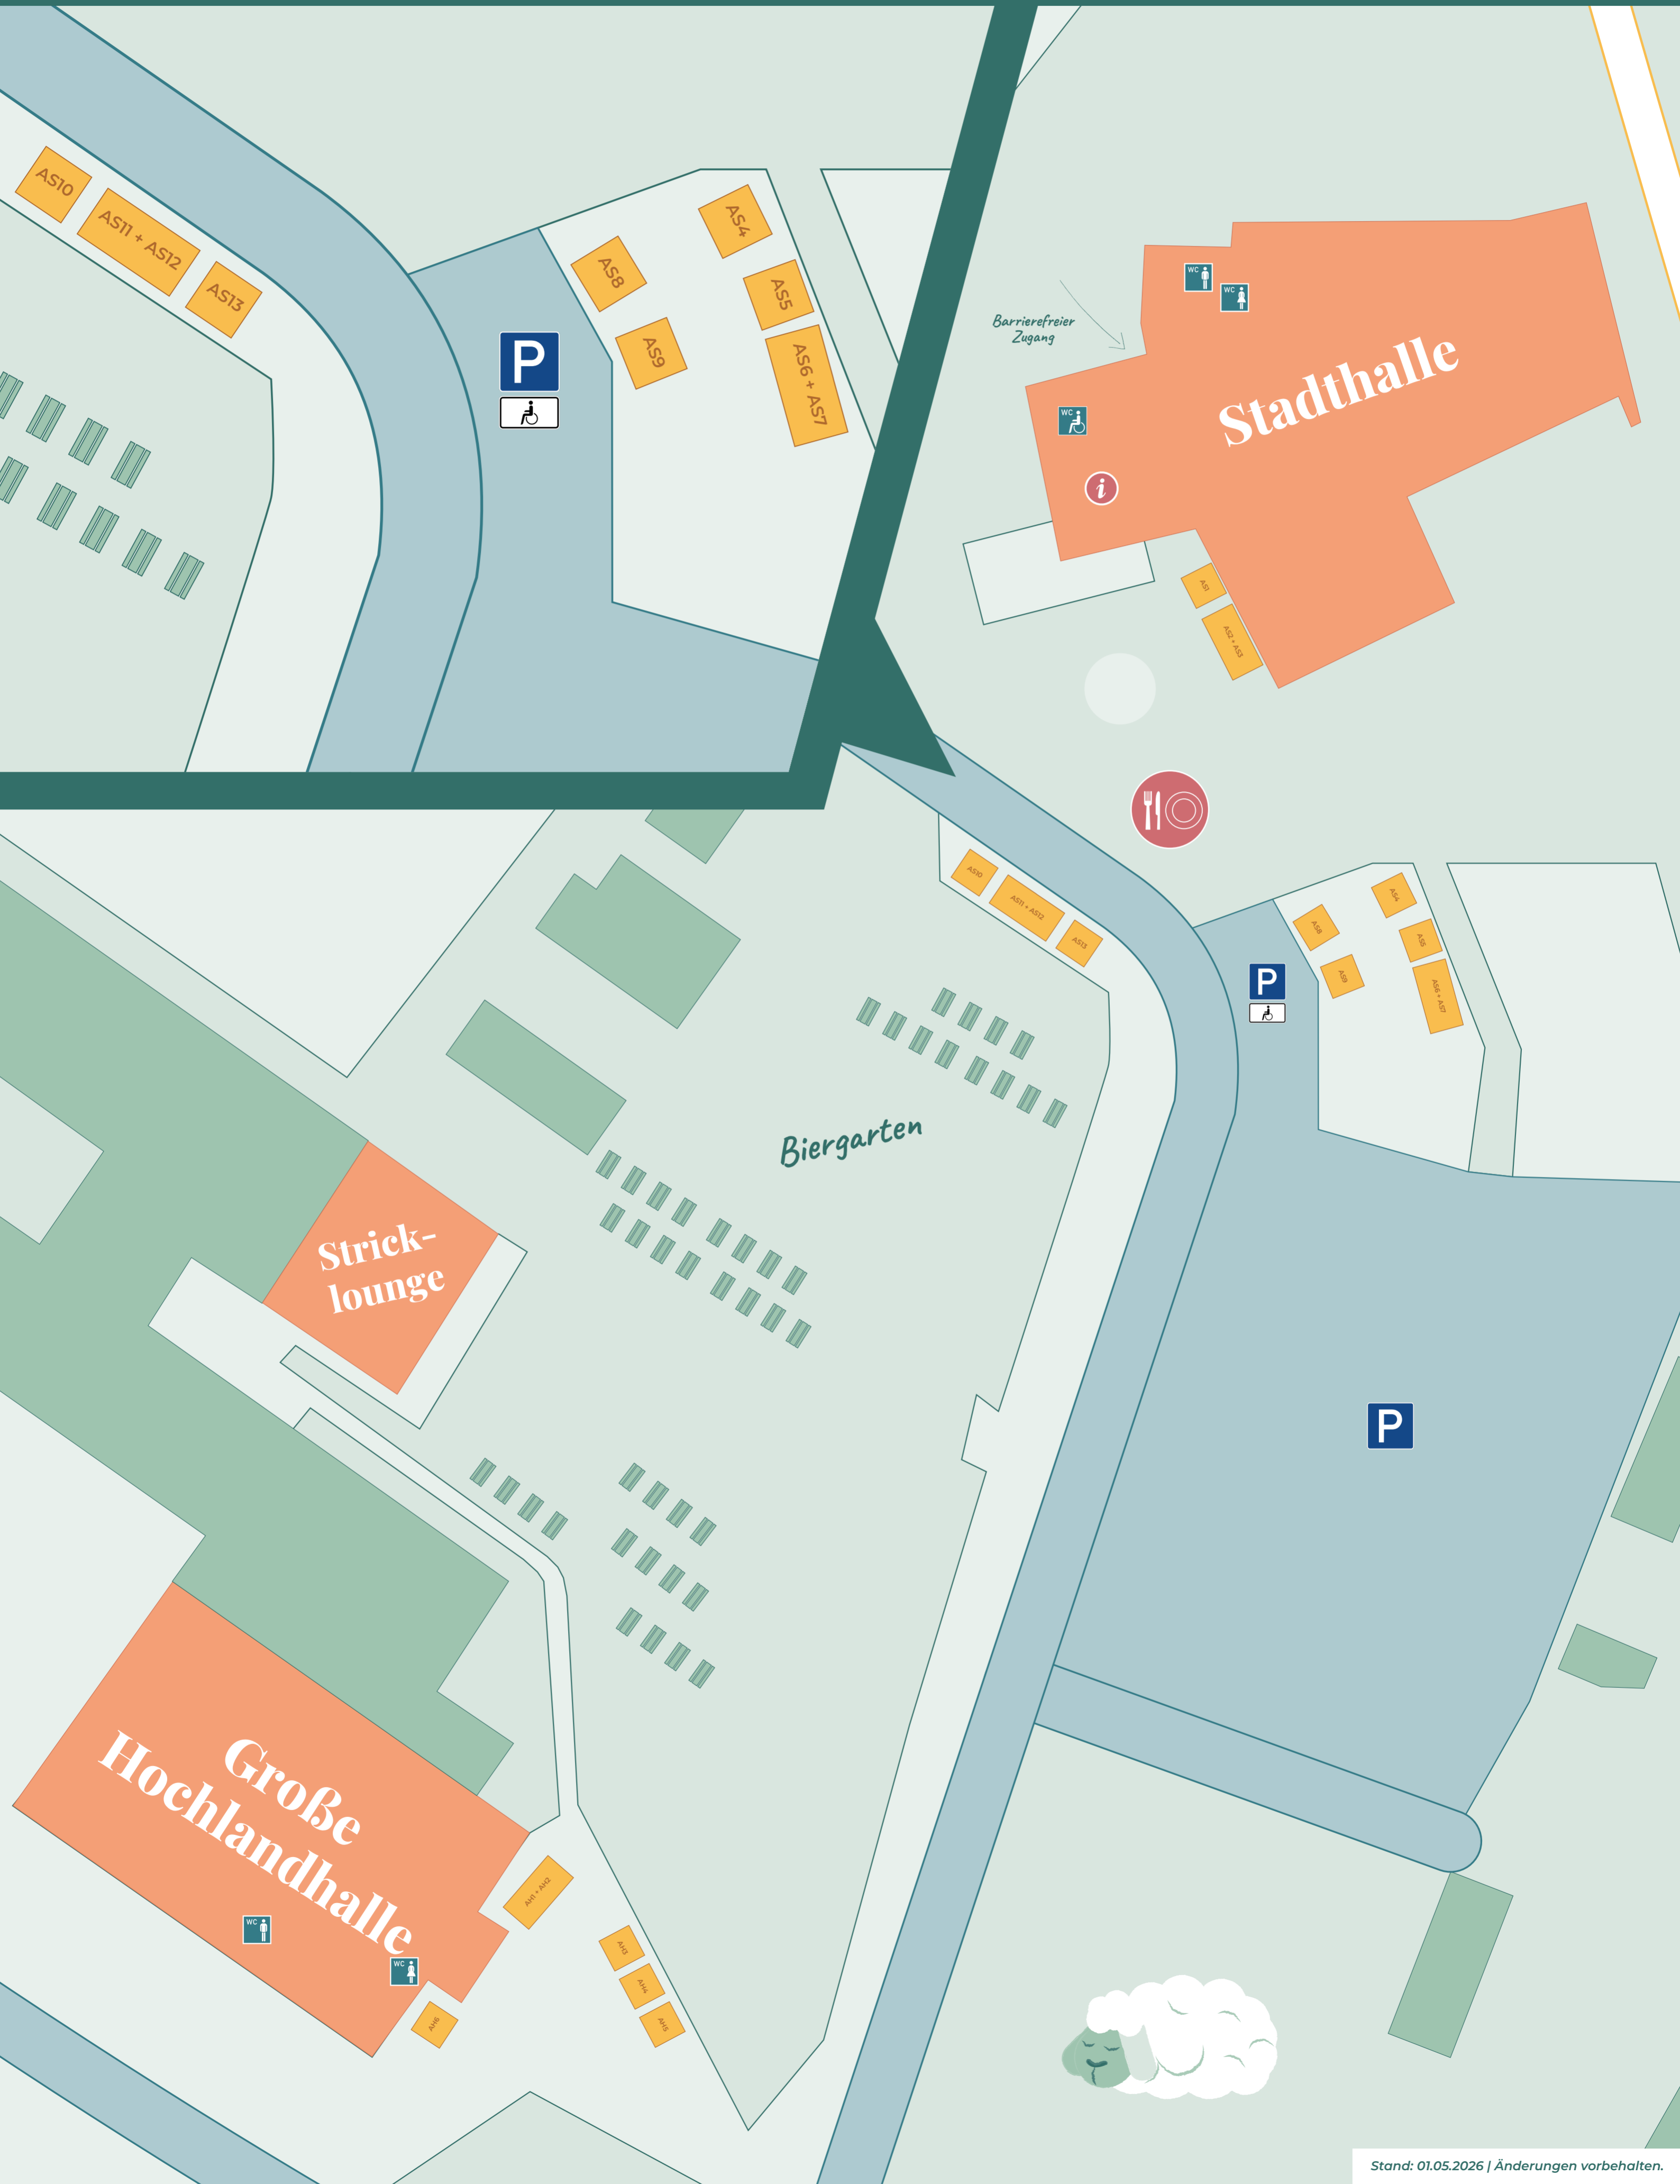 AS10
AS11 + AS12
AS13
P
AS8
AS9
AS4
AS5
AS6 + AS7
WC
WC
Barrierefreier
Zugang
Stadthalle
WC
i
AS1
AS2 + AS3
AS10
AS11 + AS12
AS13
P
AS8
AS9
AS4
AS5
AS6 + AS7
Biergarten
Strick-
lounge
P
Große
Hochlandhalle
WC
WC
AH1 + AH2
AH3
AH4
AH5
AH6
Stand: 01.05.2026 | Änderungen vorbehalten.